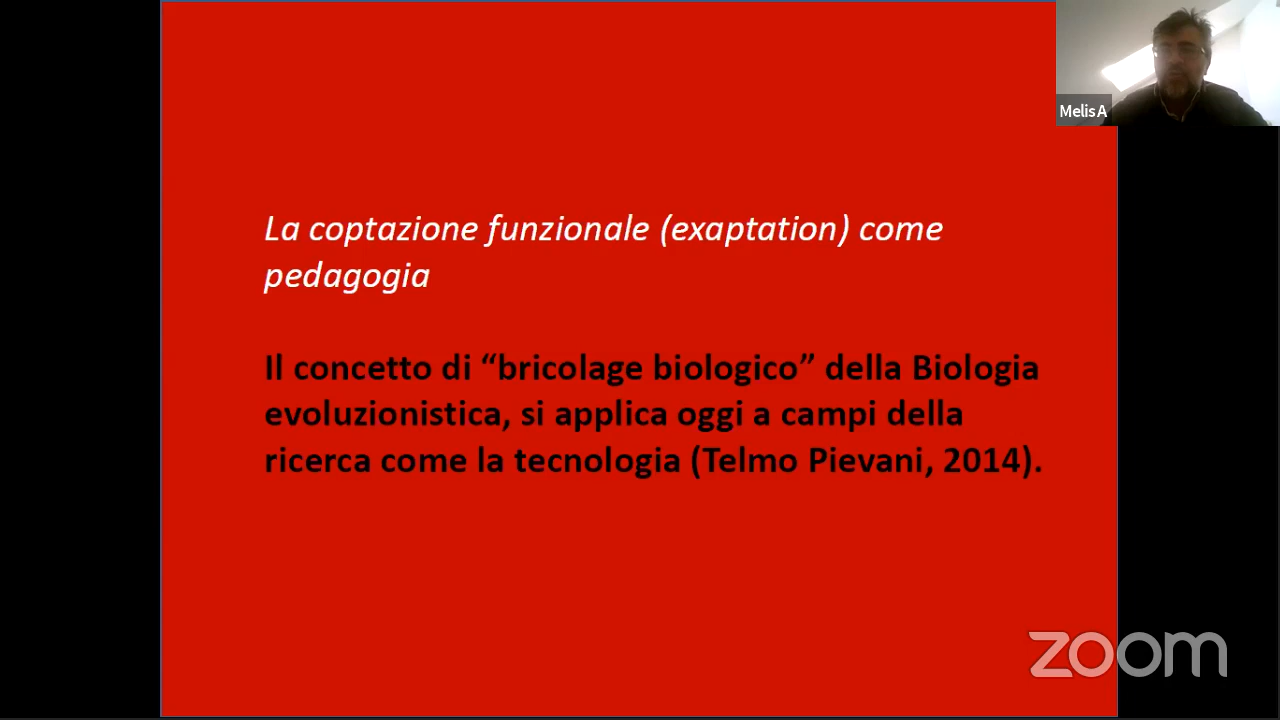 MelisA
La coptazione funzionale (exaptation) come
pedagogia
Il concetto di “bricolage biologico” della Biologia
evoluzionistica, si applica oggi a campi della
ricerca come la tecnologia (Telmo Pievani, 2014).
zoom